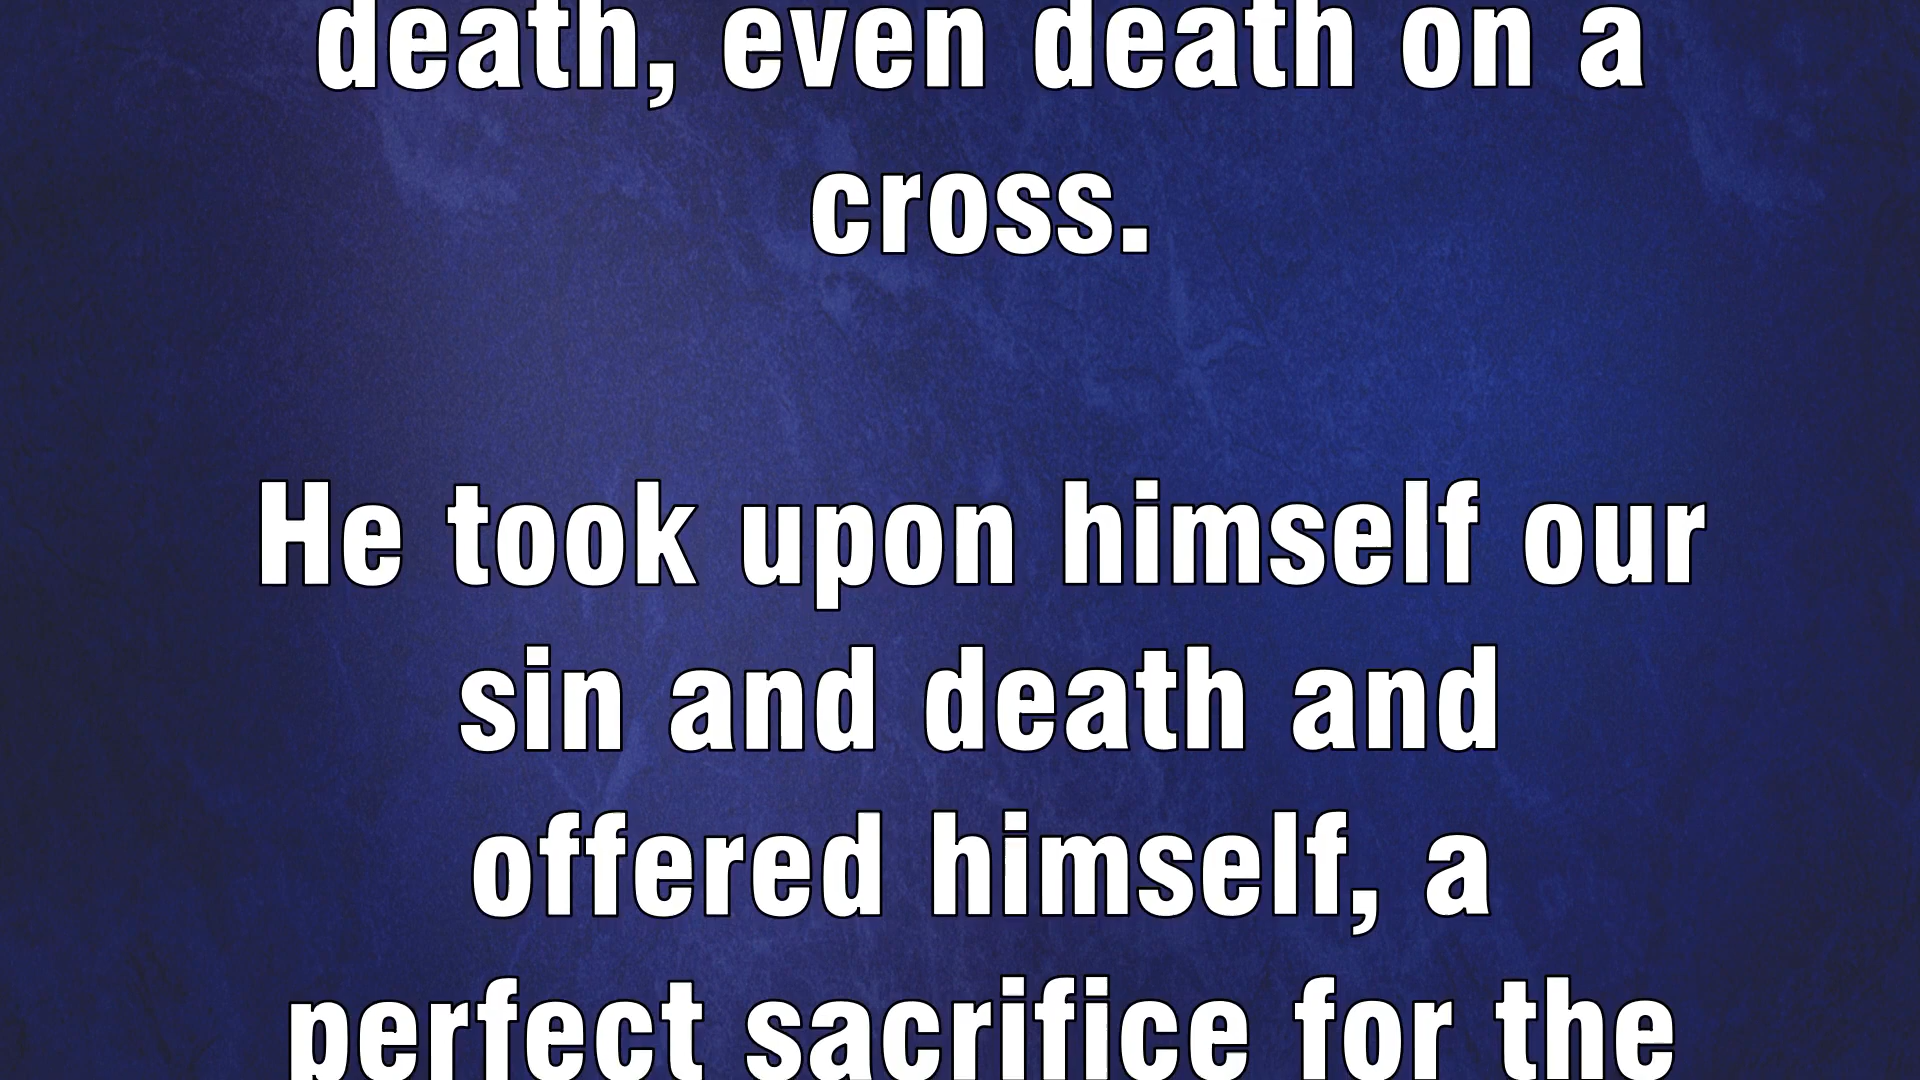 death, even death on a
cross.
He took upon himself our
sin and death and
offered himself, a
perfect sacrifice for the